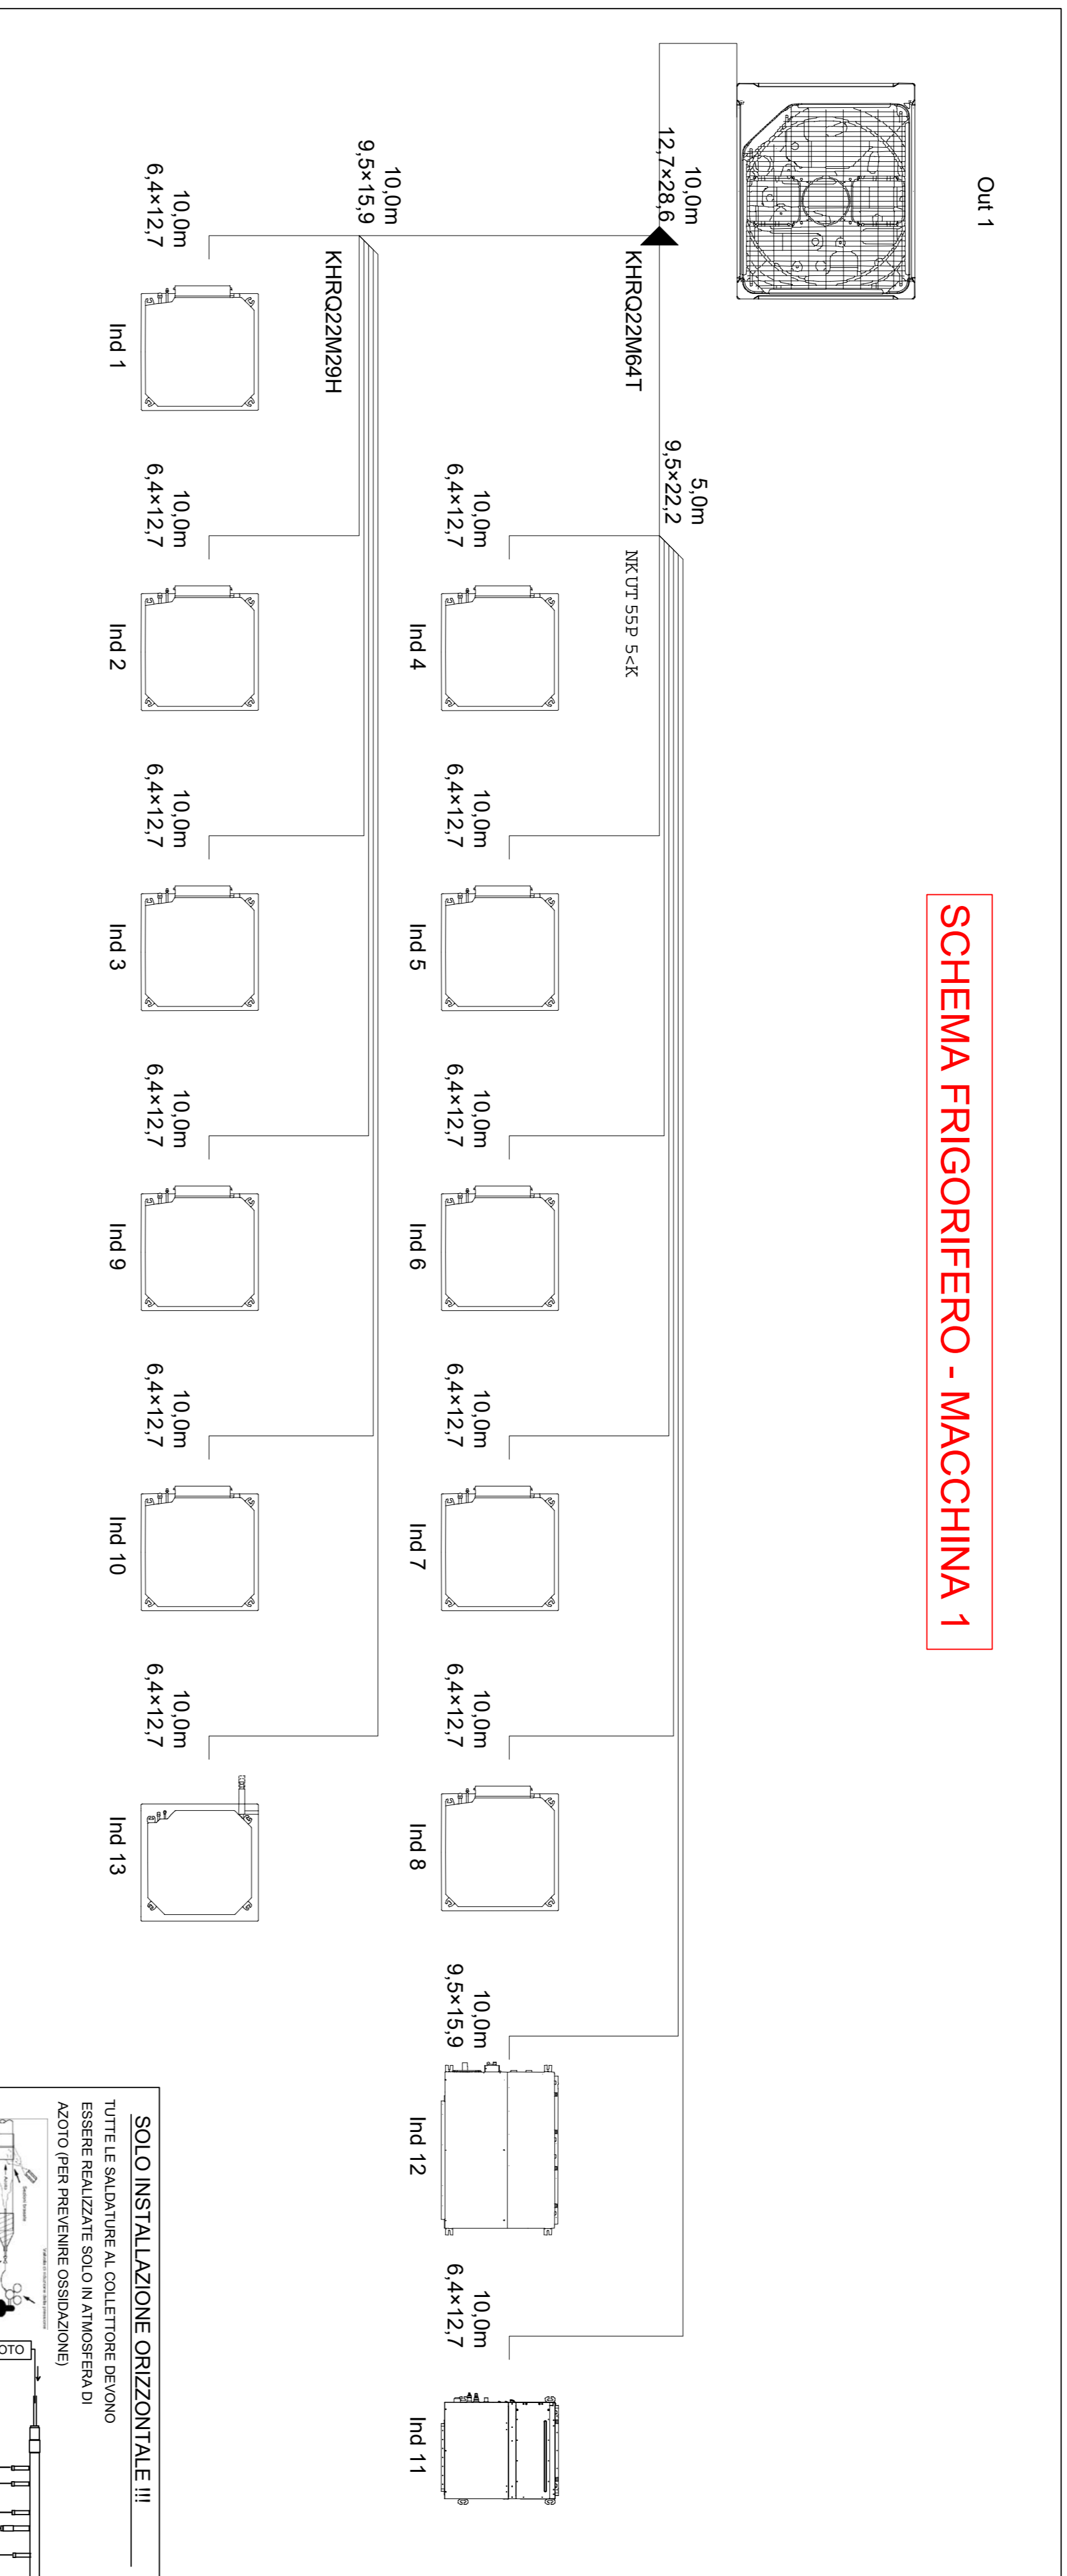 Out 1
SCHEMA FRIGORIFERO - MACCHINA 1
10,0m
12,7×28,6
KHRQ22M64T
5,0m
9,5×22,2
NKUT 55P 5<K
10,0m
6,4×12,7
Ind 4
10,0m
6,4×12,7
Ind 5
10,0m
6,4×12,7
Ind 6
10,0m
6,4×12,7
Ind 7
10,0m
6,4×12,7
Ind 8
10,0m
9,5×15,9
Ind 12
10,0m
6,4×12,7
Ind 11
10,0m
9,5×15,9
KHRQ22M29H
10,0m
6,4×12,7
Ind 1
10,0m
6,4×12,7
Ind 2
10,0m
6,4×12,7
Ind 3
10,0m
6,4×12,7
Ind 9
10,0m
6,4×12,7
Ind 10
10,0m
6,4×12,7
Ind 13
SOLO INSTALLAZIONE ORIZZONTALE !!!
TUTTE LE SALDATURE AL COLLETTORE DEVONO
ESSERE REALIZZATE SOLO IN ATMOSFERA DI
AZOTO (PER PREVENIRE OSSIDAZIONE)
Azoto
OTO